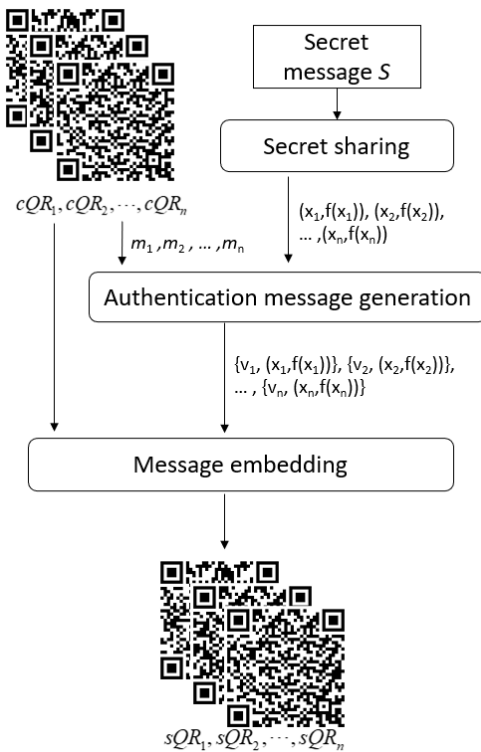 Secret
message S
Secret sharing
cQR₁, cQR₂, ⋯, cQRₙ
(x₁,f(x₁)), (x₂,f(x₂)),
... ,(xₙ,f(xₙ))
m₁ ,m₂ , ... ,mₙ
Authentication message generation
{v₁, (x₁,f(x₁))}, {v₂, (x₂,f(x₂))},
... , {vₙ, (xₙ,f(xₙ))}
Message embedding
sQR₁, sQR₂, ⋯, sQRₙ